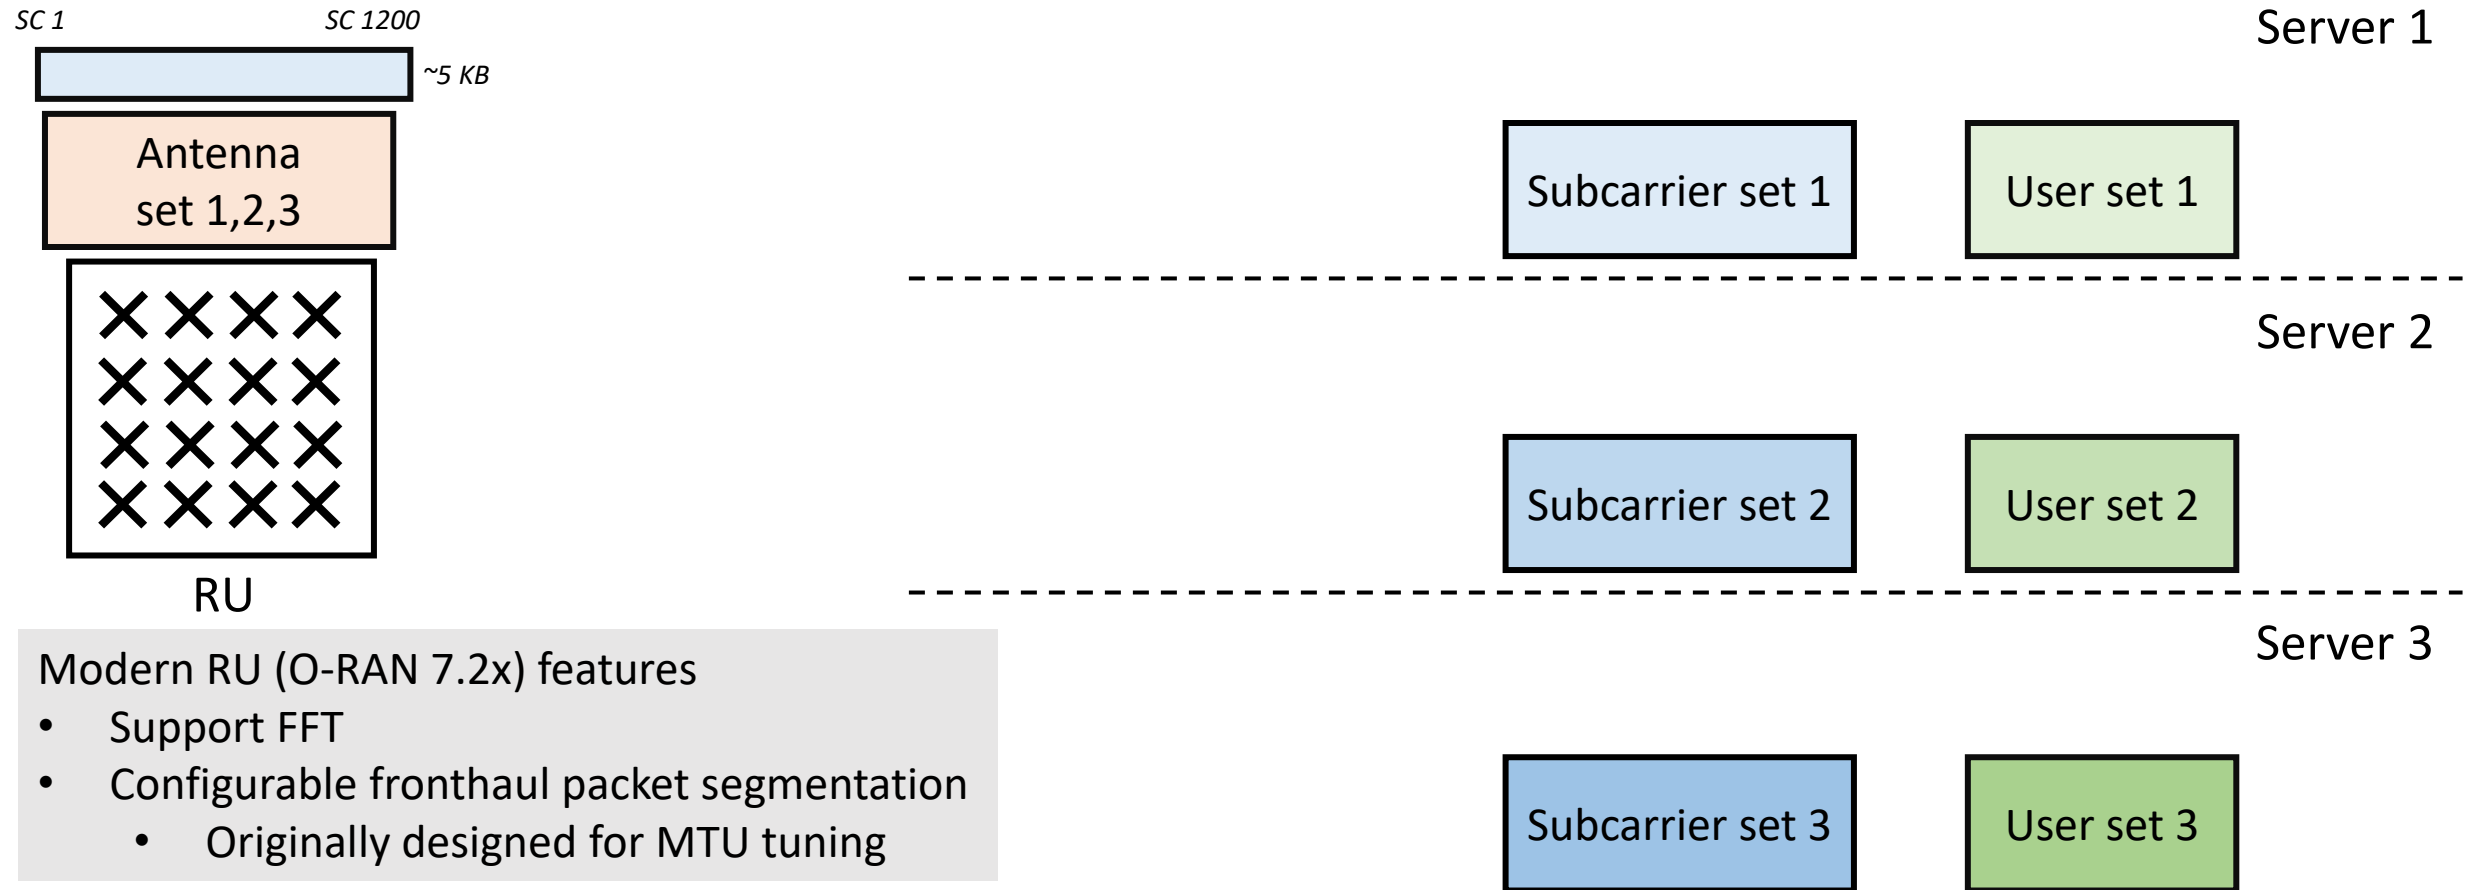 SC 1
SC 1200
~5 KB
Antenna
set 1,2,3
RU
Modern RU (O-RAN 7.2x) features
• Support FFT
• Configurable fronthaul packet segmentation
• Originally designed for MTU tuning
Server 1
Subcarrier set 1
User set 1
Server 2
Subcarrier set 2
User set 2
Server 3
Subcarrier set 3
User set 3